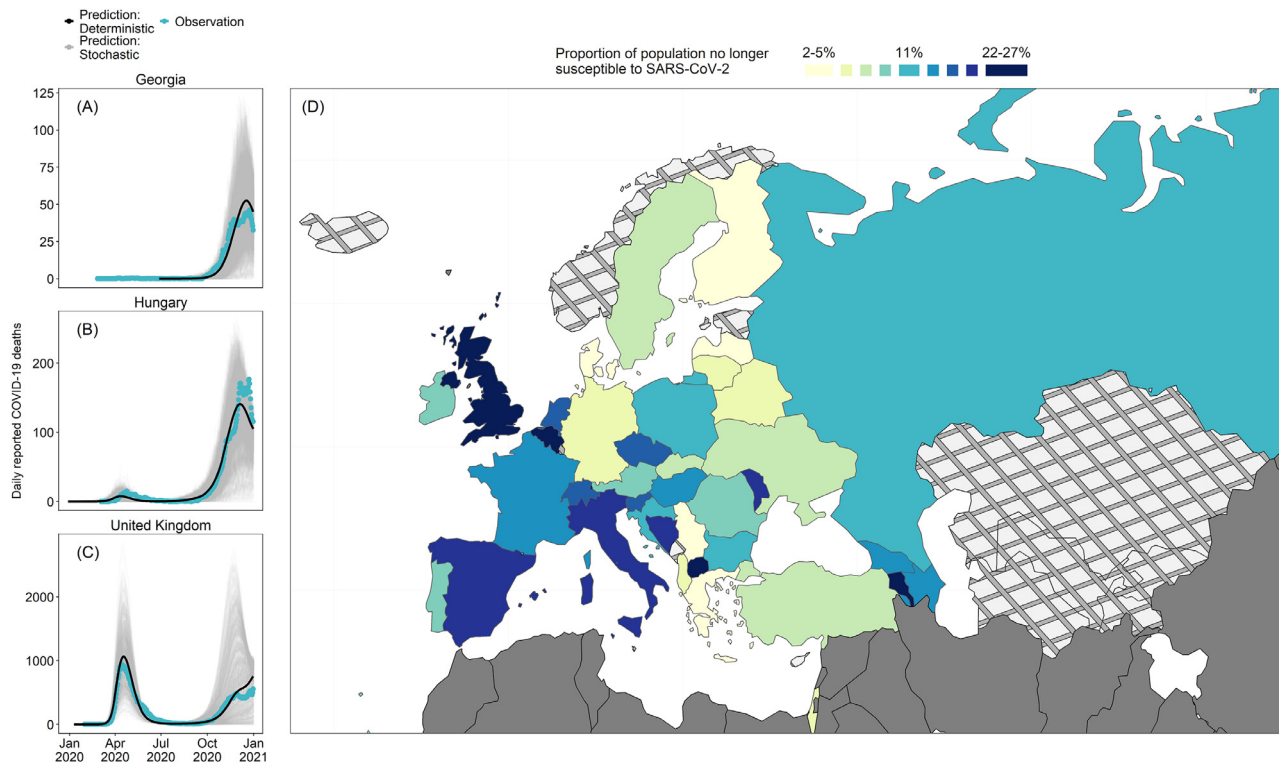 Prediction:
Deterministic
Observation
Prediction:
Stochastic
Proportion of population no longer
susceptible to SARS-CoV-2
2-5%
11%
22-27%
Georgia
(A)
125
100
75
50
25
0
Hungary
(B)
200
100
0
United Kingdom
(C)
2000
1000
0
Daily reported COVID-19 deaths
Jan
2020
Apr
2020
Jul
2020
Oct
2020
Jan
2021
(D)